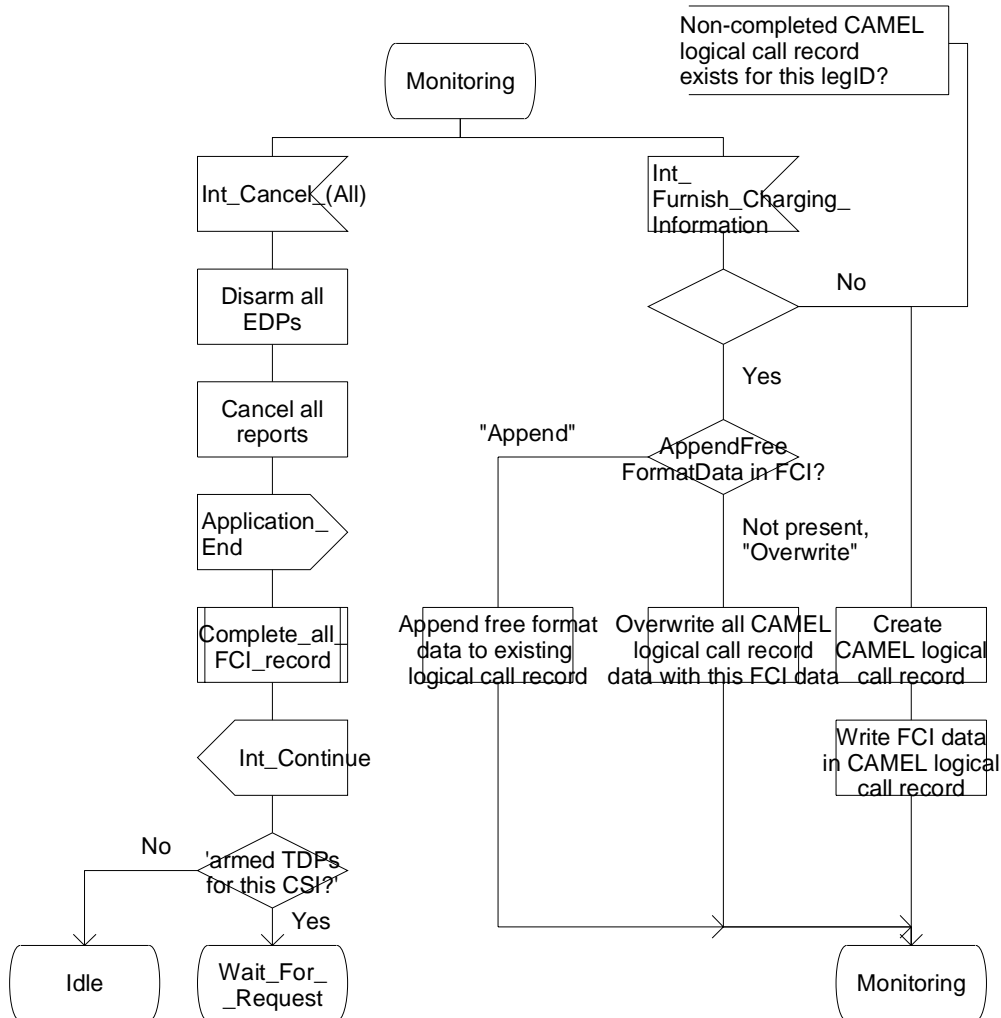 Non-completed CAMEL
logical call record
exists for this legID?
Monitoring
Int_Cancel_(All)
Int_
Furnish_Charging_
Information
Disarm all
EDPs
No
Yes
Cancel all
reports
"Append"
AppendFree
FormatData in FCI?
Application_
End
Not present,
"Overwrite"
Complete_all_
FCI_record
Append free format
data to existing
logical call record
Overwrite all CAMEL
logical call record
data with this FCI data
Create
CAMEL logical
call record
Int_Continue
Write FCI data
in CAMEL logical
call record
No
'armed TDPs
for this CSI?'
Yes
Idle
Wait_For_
_Request
Monitoring